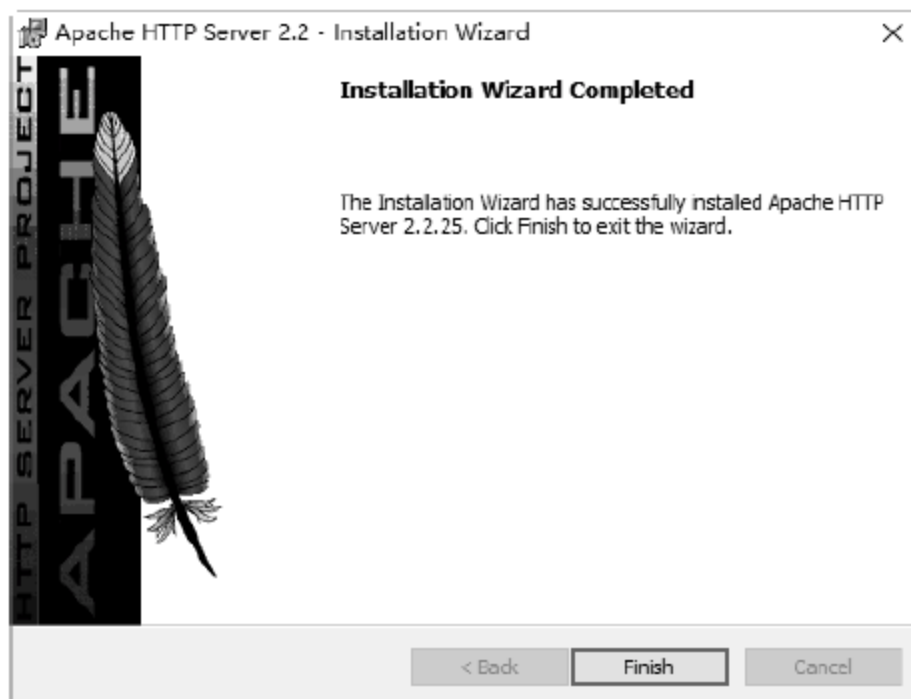 Apache HTTP Server 2.2 - Installation Wizard
HTTP SERVER PROJECT
APACHE
Installation Wizard Completed
The Installation Wizard has successfully installed Apache HTTP
Server 2.2.25. Click Finish to exit the wizard.
< Back
Finish
Cancel